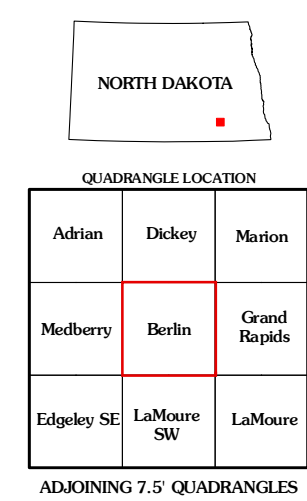 NORTH DAKOTA
QUADRANGLE LOCATION
Adrian
Dickey
Marion
Medberry
Berlin
Grand
Rapids
Edgeley SE
LaMoure
SW
LaMoure
ADJOINING 7.5' QUADRANGLES